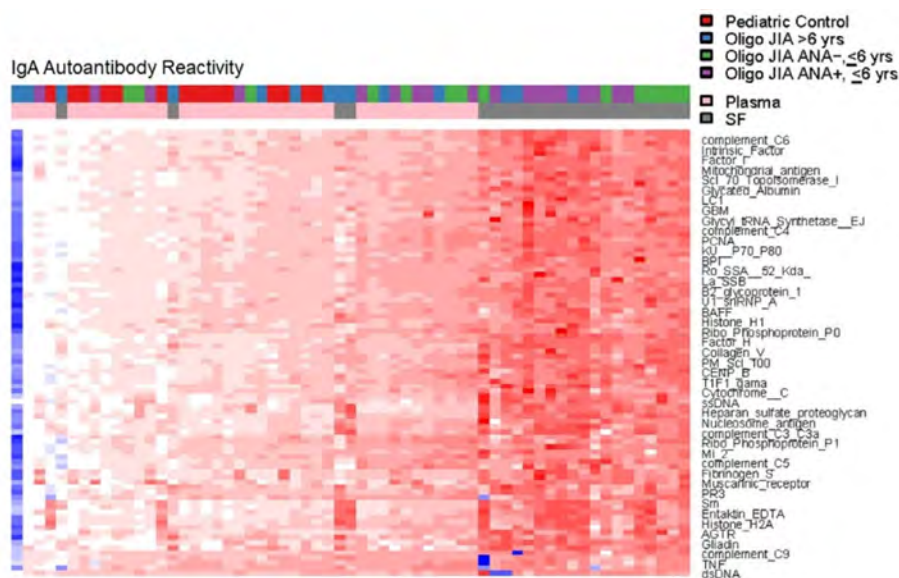 Pediatric Control
Oligo JIA >6 yrs
Oligo JIA ANA−, ≤6 yrs
Oligo JIA ANA+, ≤6 yrs
IgA Autoantibody Reactivity
Plasma
SF
complement_C6
Intrinsic_Factor
Factor_I
Mitochondrial_antigen
Scl_70_Topoisomerase_I
Glycated_Albumin
LC1
GBM
Glycyl_tRNA_Synthetase__EJ
complement_C4
PCNA
KU__P70_P80
BPI
Ro_SSA__52_Kda_
La_SSB
B2_glycoprotein_1
U1_snRNP_A
BAFF
Histone_H1
Ribo_Phosphoprotein_P0
Factor_H
Collagen_V
PM_Scl_100
CENP_B
T1F1_gama
Cytochrome__C
ssDNA
Heparan_sulfate_proteoglycan
Nucleosome_antigen
complement_C3_C3a
Ribo_Phosphoprotein_P1
Mi_2
complement_C5
Fibrinogen_S
Muscarinic_receptor
PR3
Sm
Entaktin_EDTA
Histone_H2A
AGTR
Gliadin
complement_C9
TNF
dsDNA